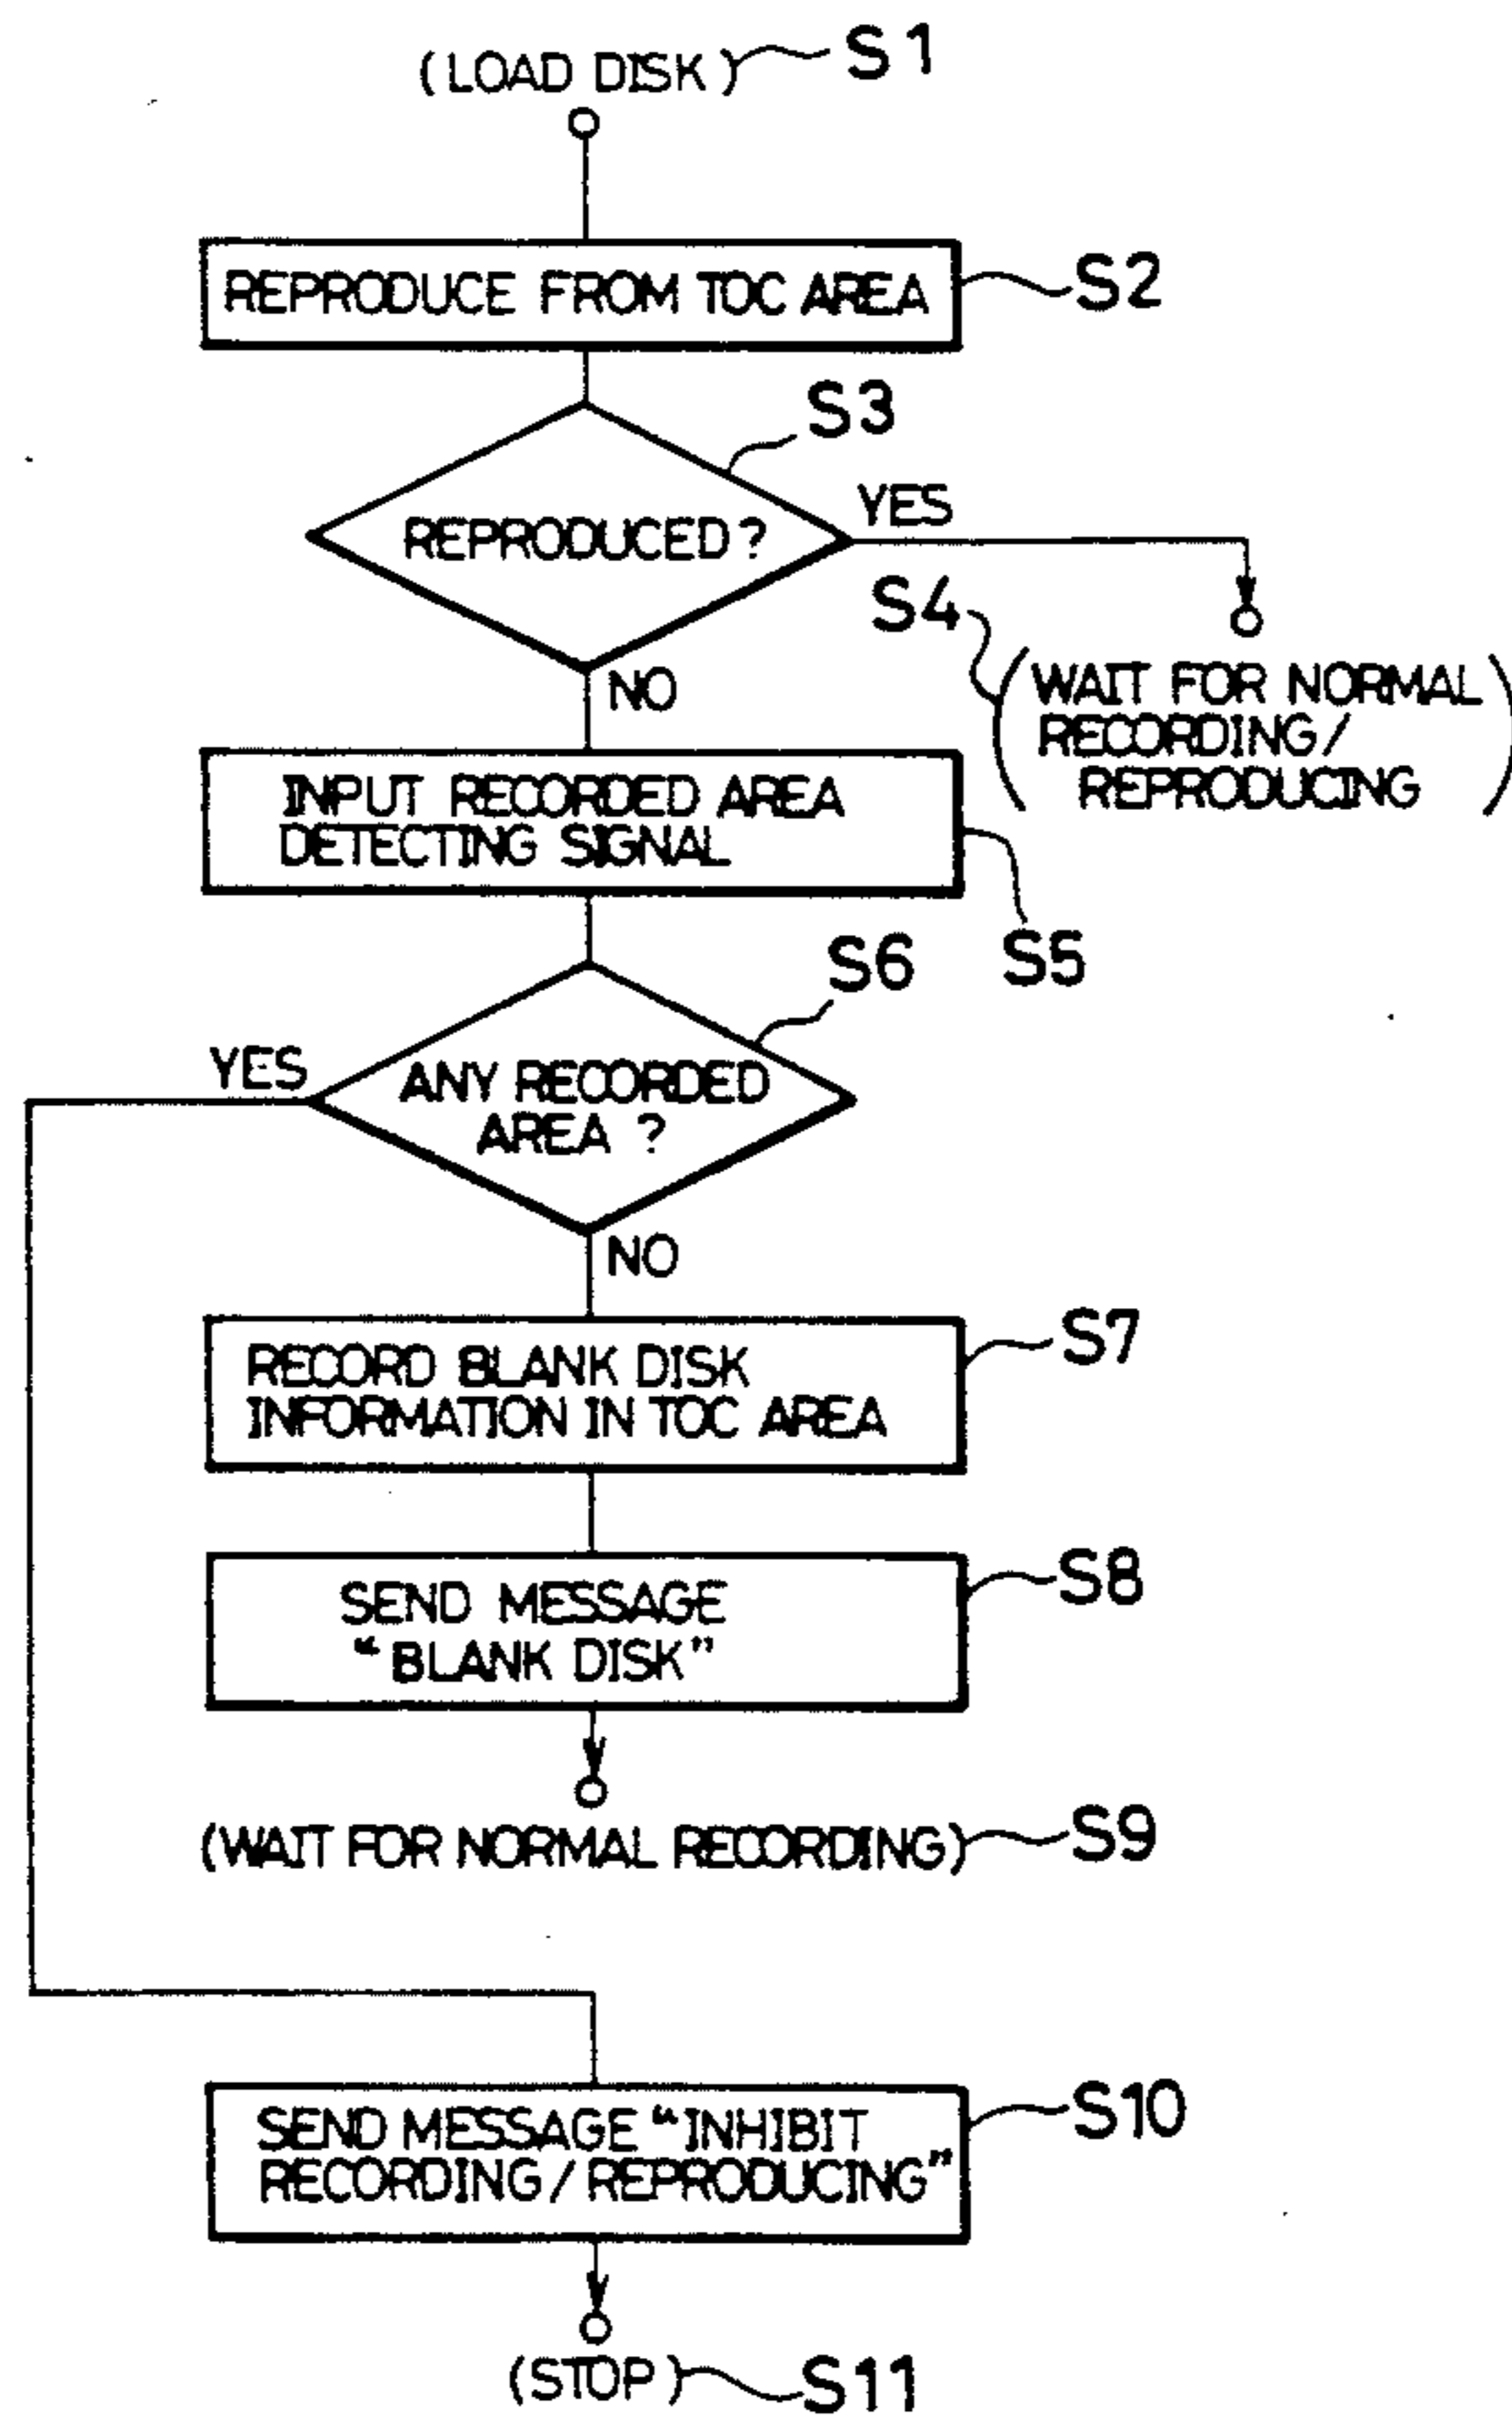 (LOAD DISK) S1
REPRODUCE FROM TOC AREA S2
S3
REPRODUCED?
YES
NO
S4
(WAIT FOR NORMAL
RECORDING/
REPRODUCING)
INPUT RECORDED AREA
DETECTING SIGNAL
S5
S6
YES
ANY RECORDED
AREA ?
NO
S7
RECORD BLANK DISK
INFORMATION IN TOC AREA
S8
SEND MESSAGE
“BLANK DISK”
(WAIT FOR NORMAL RECORDING) S9
S10
SEND MESSAGE “INHIBIT
RECORDING/REPRODUCING”
(STOP) S11